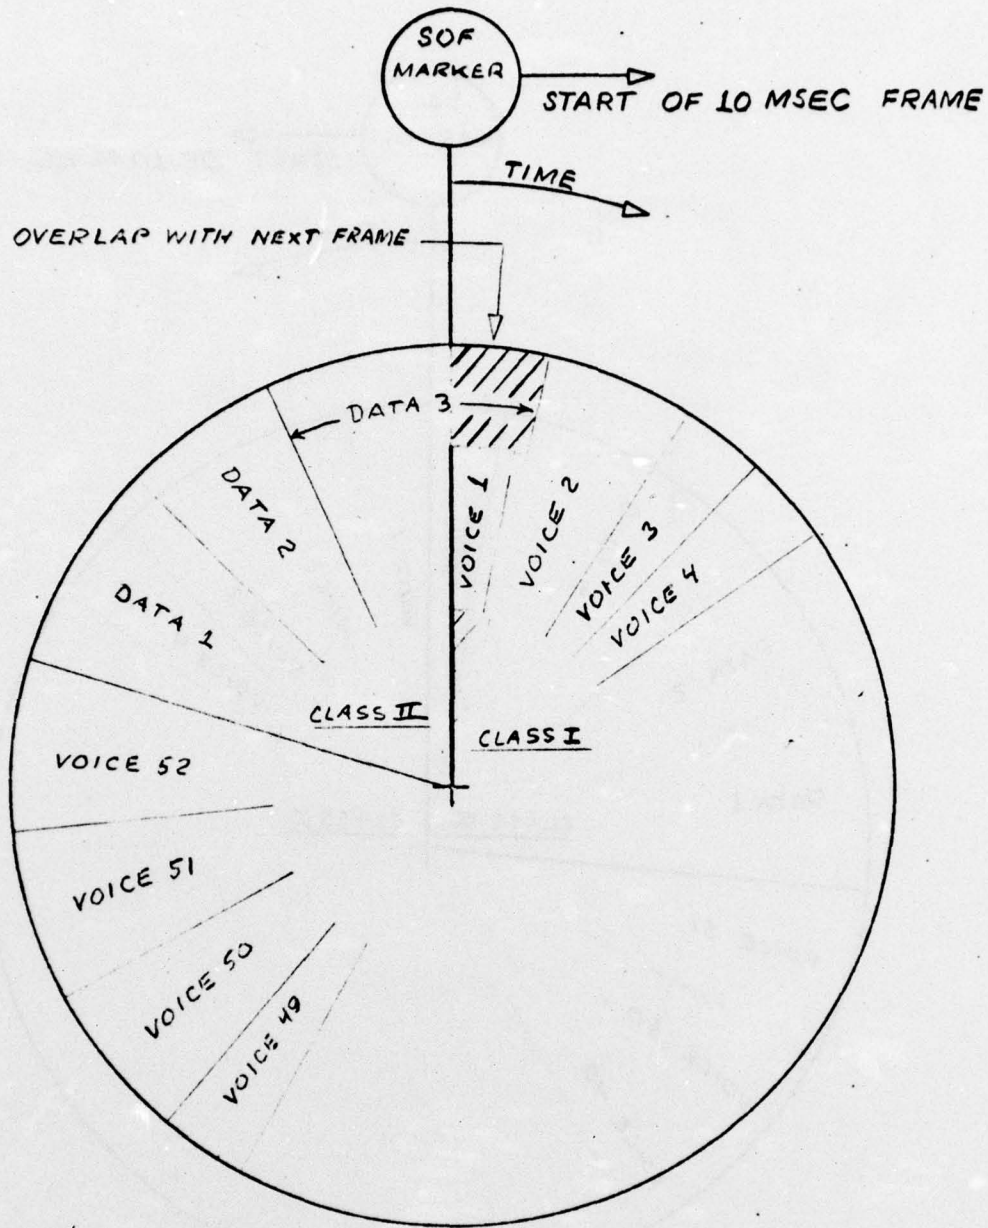 SOF
MARKER
START OF 10 MSEC FRAME
TIME
OVERLAP WITH NEXT FRAME
DATA 3
DATA 2
DATA 1
VOICE 1
VOICE 2
VOICE 3
VOICE 4
CLASS II
CLASS I
VOICE 52
VOICE 51
VOICE 50
VOICE 49